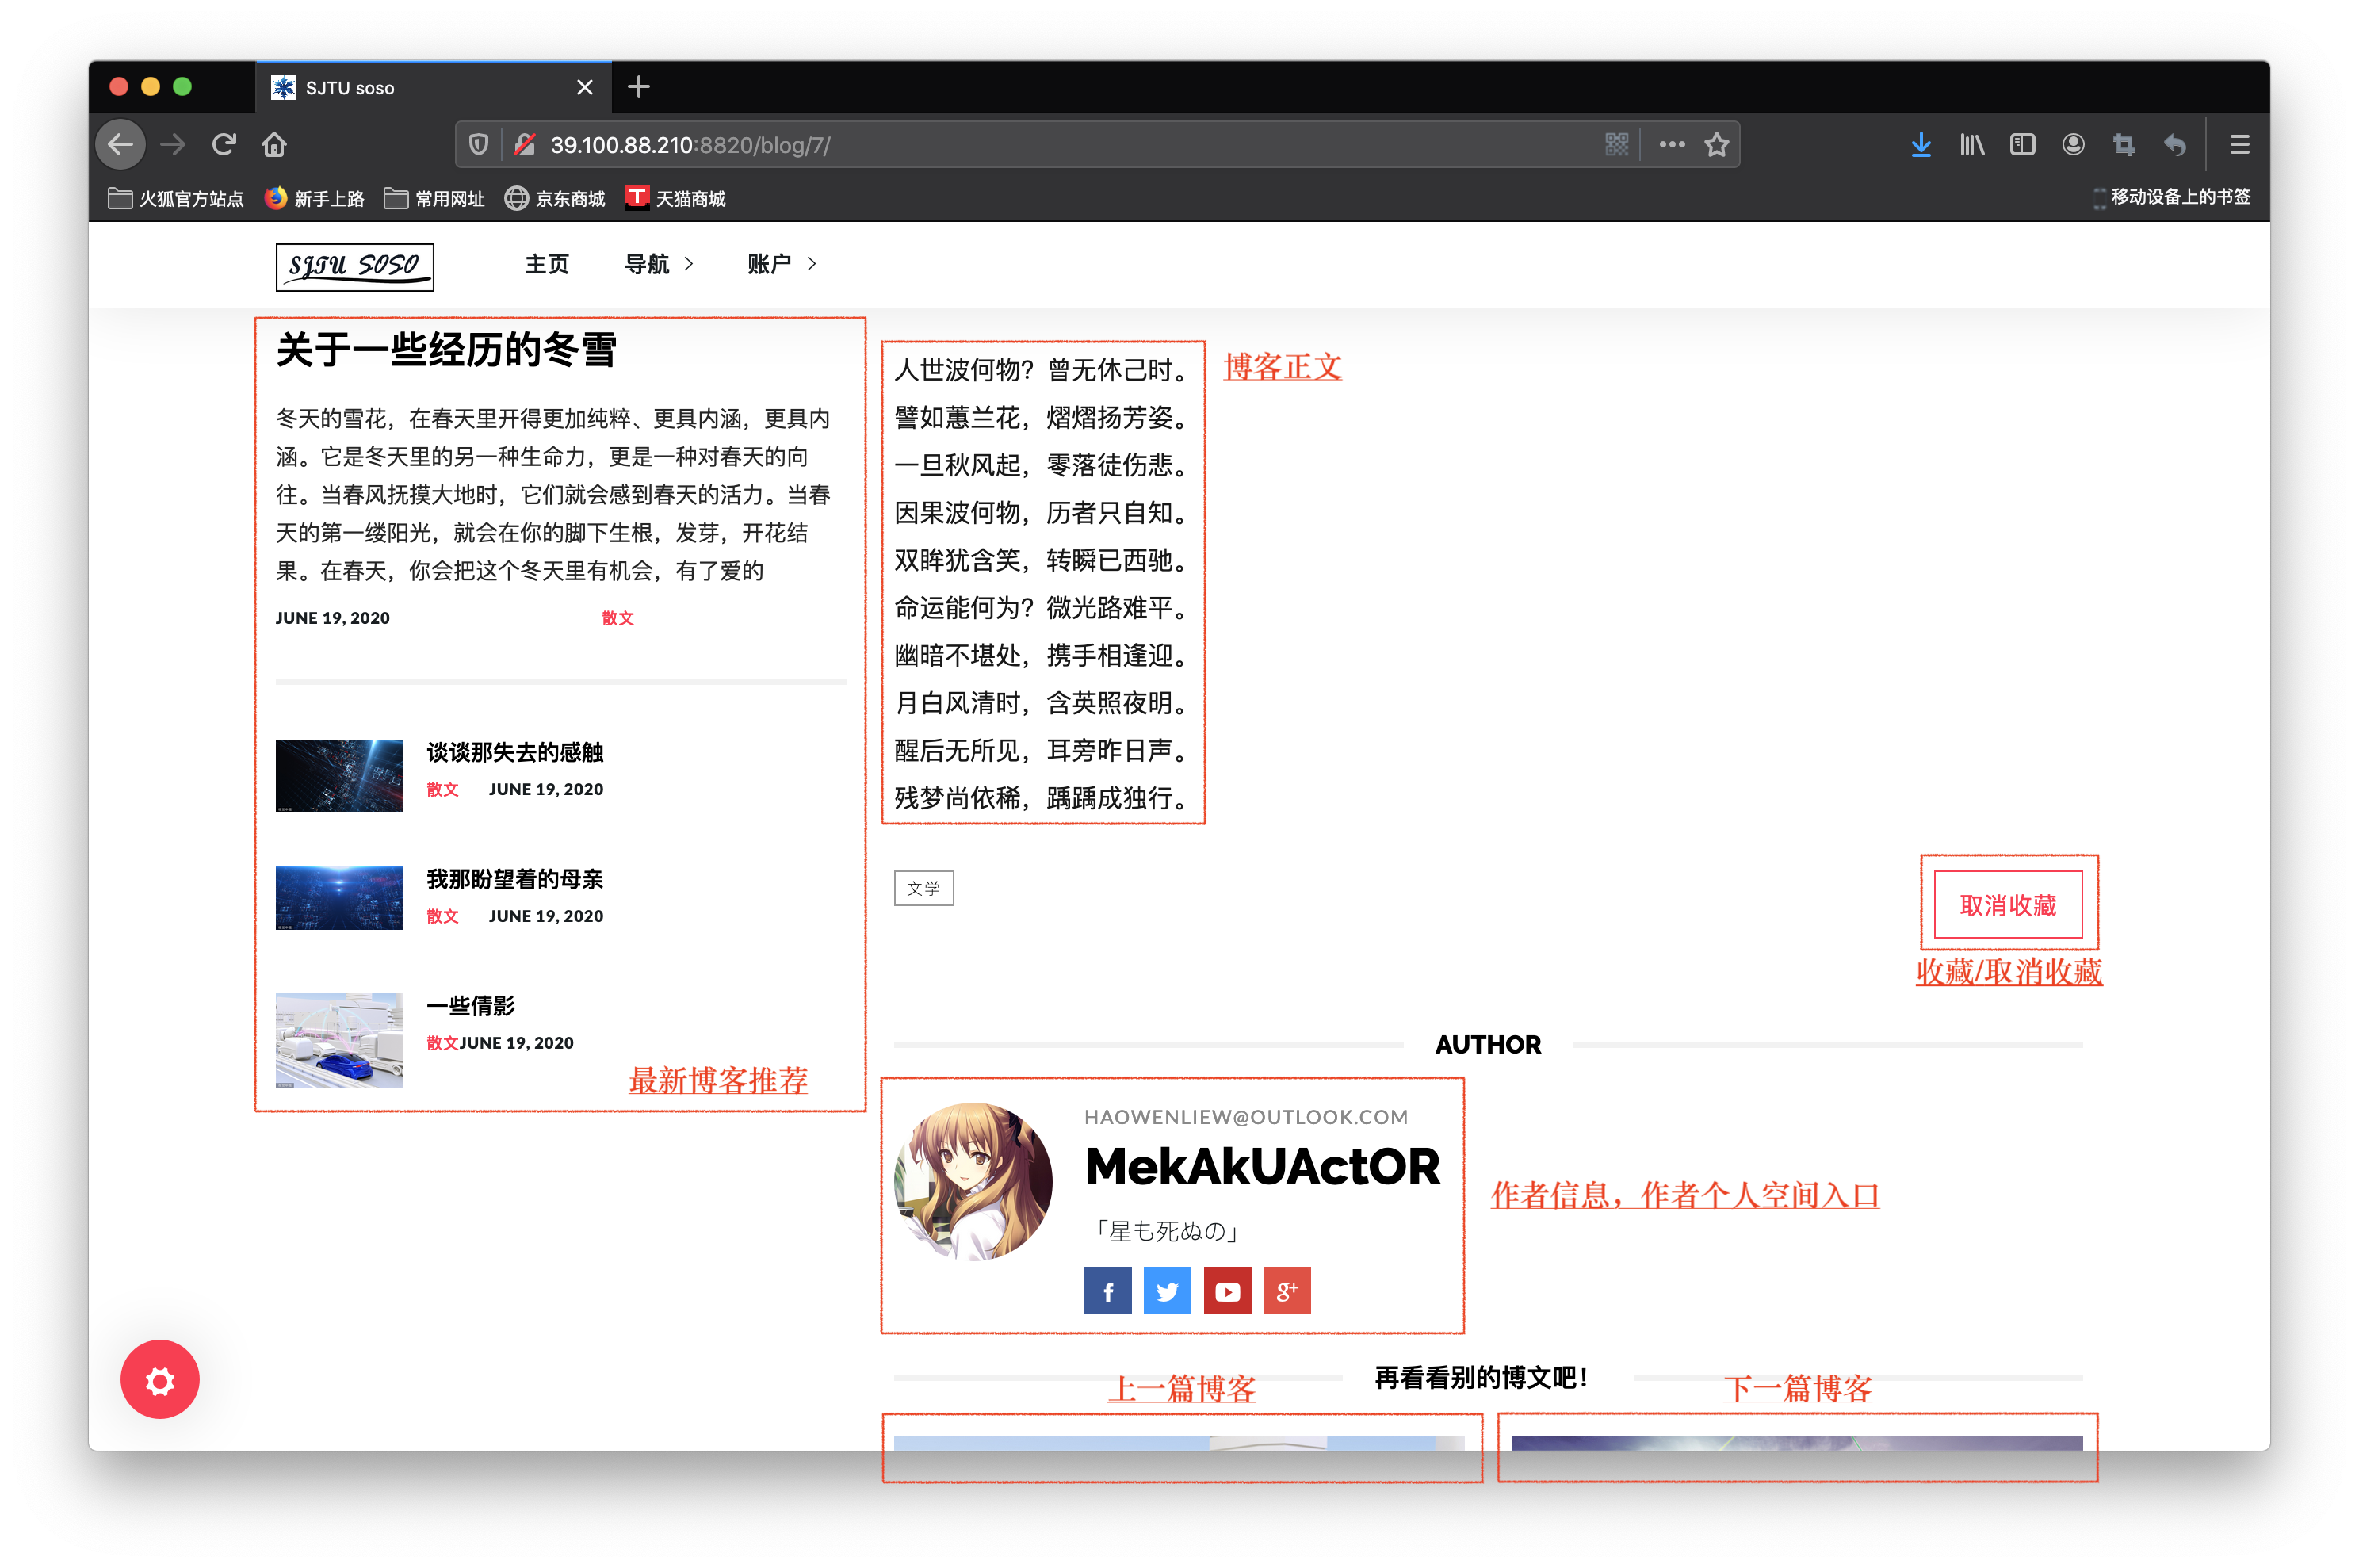 SJTU soso
39.100.88.210:8820/blog/7/
火狐官方站点 新手上路 常用网址 京东商城 天猫商城 移动设备上的书签
SJTU SOSO 主页 导航 账户
关于一些经历的冬雪
冬天的雪花，在春天里开得更加纯粹、更具内涵，更具内
涵。它是冬天里的另一种生命力，更是一种对春天的向
往。当春风抚摸大地时，它们就会感到春天的活力。当春
天的第一缕阳光，就会在你的脚下生根，发芽，开花结
果。在春天，你会把这个冬天里有机会，有了爱的
JUNE 19, 2020 散文
谈谈那失去的感触
散文 JUNE 19, 2020
我那盼望着的母亲
散文 JUNE 19, 2020
一些倩影
散文JUNE 19, 2020
最新博客推荐
人世波何物？曾无休己时。
譬如蕙兰花，熠熠扬芳姿。
一旦秋风起，零落徒伤悲。
因果波何物，历者只自知。
双眸犹含笑，转瞬已西驰。
命运能何为？微光路难平。
幽暗不堪处，携手相逢迎。
月白风清时，含英照夜明。
醒后无所见，耳旁昨日声。
残梦尚依稀，踽踽成独行。
博客正文
文学
取消收藏
收藏/取消收藏
AUTHOR
HAOWENLIEW@OUTLOOK.COM
MekAkUActOR
「星も死ぬの」
作者信息，作者个人空间入口
再看看别的博文吧！
上一篇博客
下一篇博客